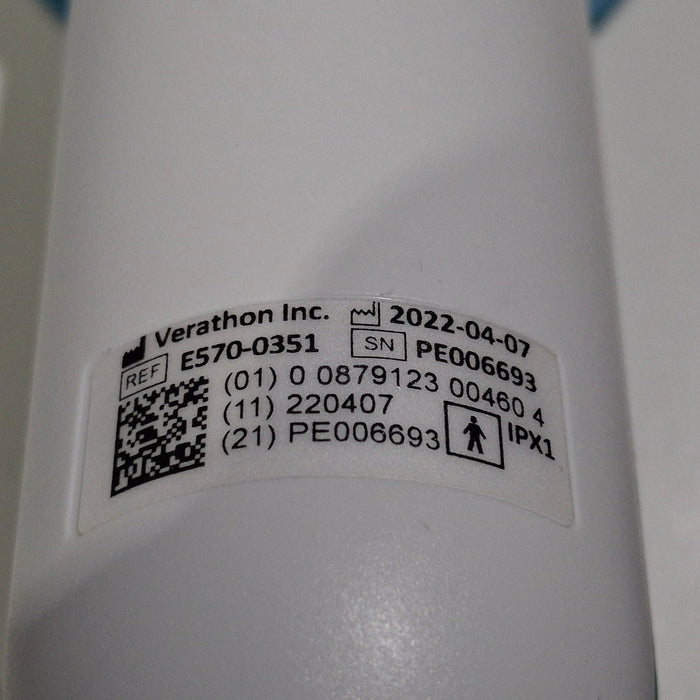 Verathon Inc. 2022-04-07
REF E570-0351 SN PE006693
(01) 0 0879123 00460 4
(11) 220407
(21) PE006693 IPX1